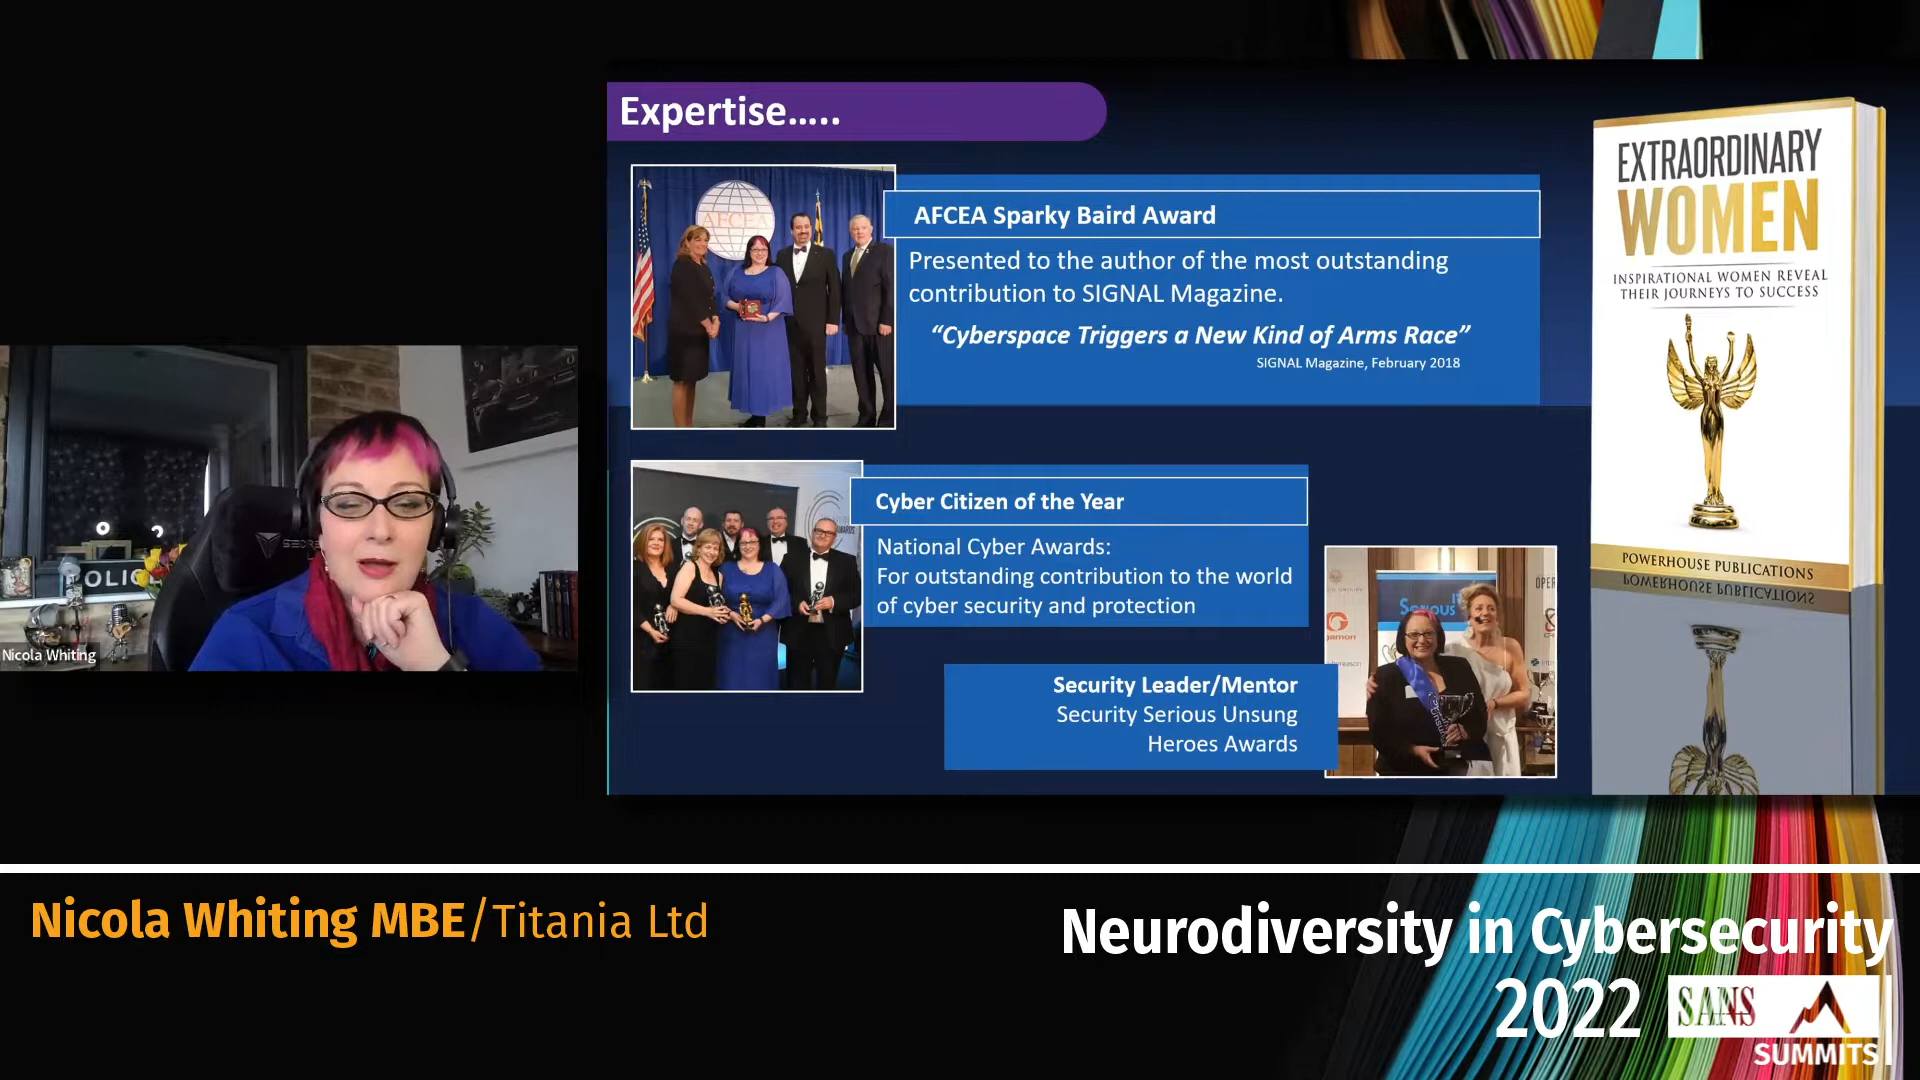 Expertise.....
AFCEA
AFCEA Sparky Baird Award
Presented to the author of the most outstanding
contribution to SIGNAL Magazine.
“Cyberspace Triggers a New Kind of Arms Race”
SIGNAL Magazine, February 2018
Cyber Citizen of the Year
National Cyber Awards:
For outstanding contribution to the world
of cyber security and protection
Security Leader/Mentor
Security Serious Unsung
Heroes Awards
EXTRAORDINARY
WOMEN
INSPIRATIONAL WOMEN REVEAL
THEIR JOURNEYS TO SUCCESS
POWERHOUSE PUBLICATIONS
POWERHOUSE PUBLICATIONS
Nicola Whiting
Nicola Whiting MBE/Titania Ltd
Neurodiversity in Cybersecurity
2022 SANS
SUMMITS